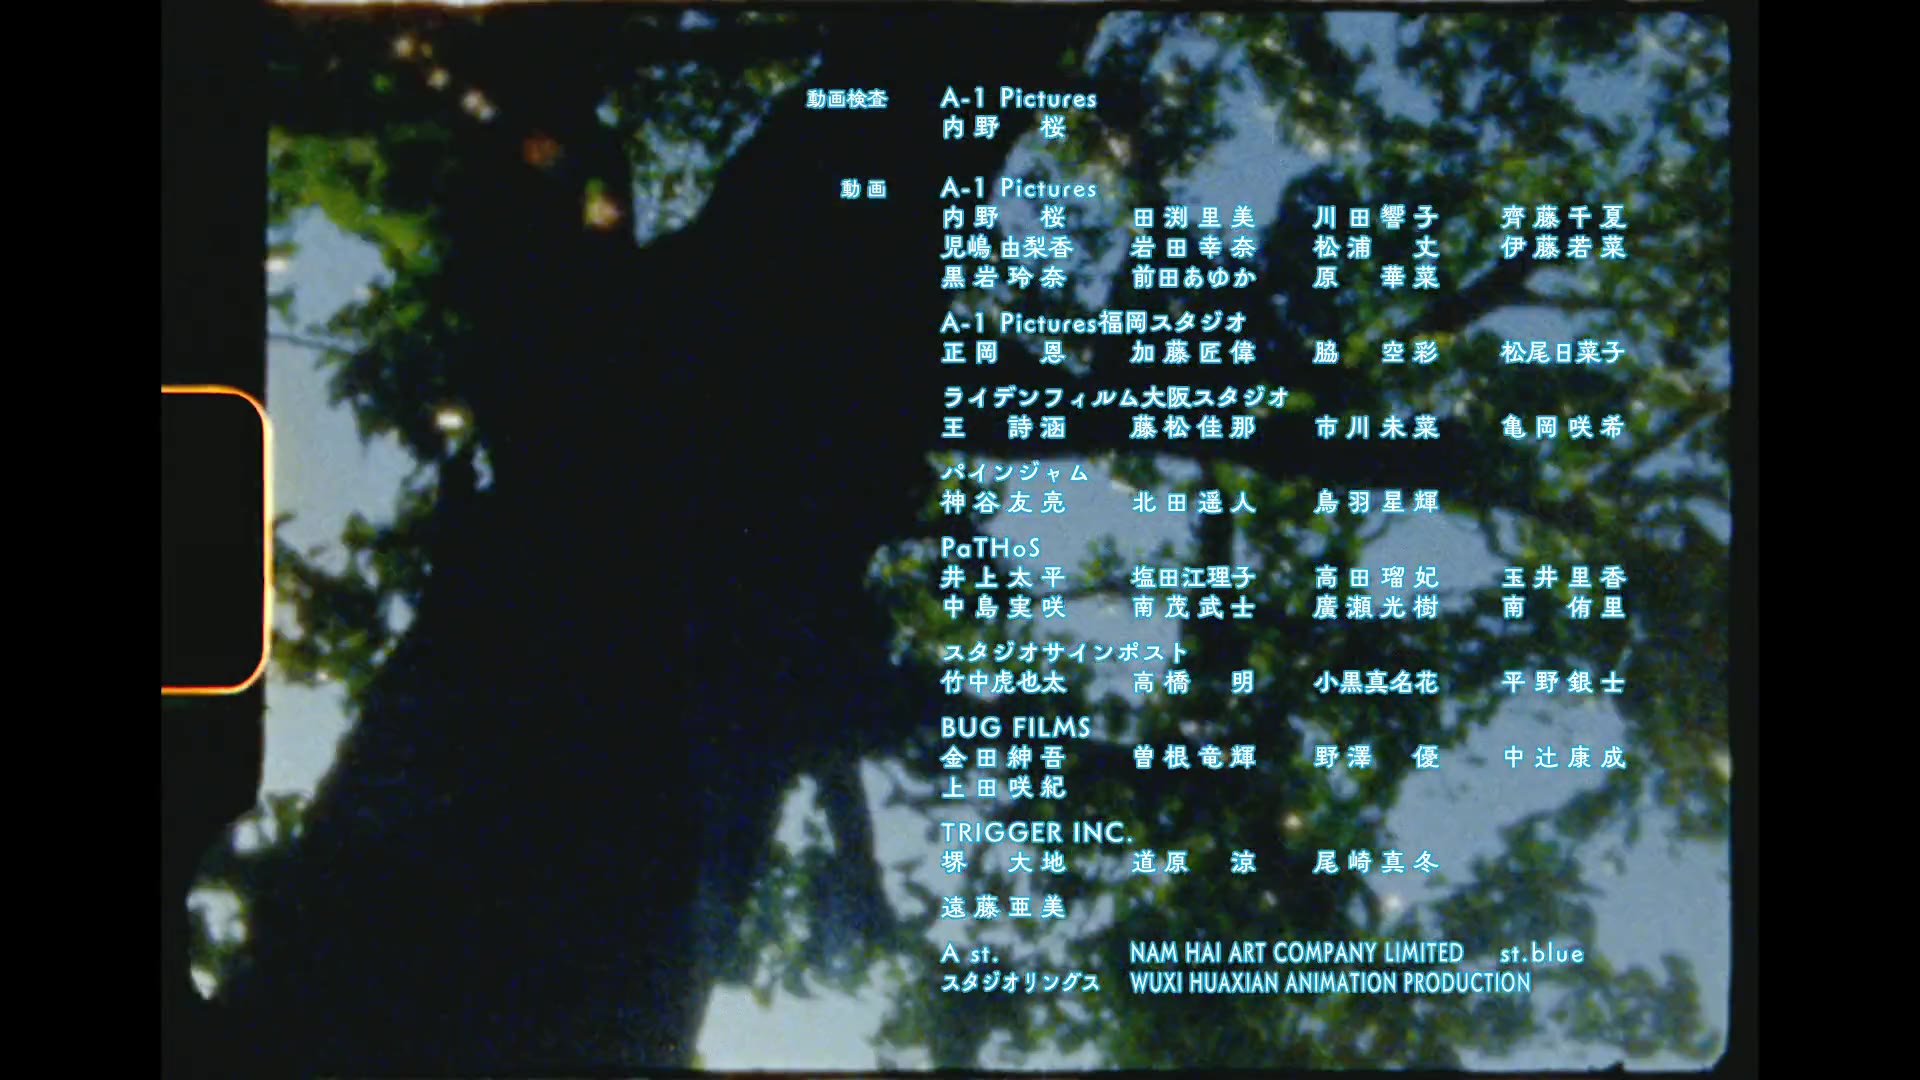 動画検査 A-1 Pictures
内野 桜
動画 A-1 Pictures
内野 桜 田渕里美 川田響子 齊藤千夏
児嶋由梨香 岩田幸奈 松浦 丈 伊藤若菜
黒岩玲奈 前田あゆか 原 華菜
A-1 Pictures福岡スタジオ
正岡 恩 加藤匠偉 脇 空彩 松尾日菜子
ライデンフィルム大阪スタジオ
王 詩涵 藤松佳那 市川未菜 亀岡咲希
パインジャム
神谷友亮 北田遥人 鳥羽星輝
PaTHoS
井上太平 塩田江理子 高田瑠妃 玉井里香
中島実咲 南茂武士 廣瀬光樹 南 侑里
スタジオサインポスト
竹中虎也太 高橋 明 小黒真名花 平野銀士
BUG FILMS
金田紳吾 曽根竜輝 野澤 優 中辻康成
上田咲紀
TRIGGER INC.
堺 大地 道原 涼 尾崎真冬
遠藤亜美
A st. NAM HAI ART COMPANY LIMITED st.blue
スタジオリングス WUXI HUAXIAN ANIMATION PRODUCTION